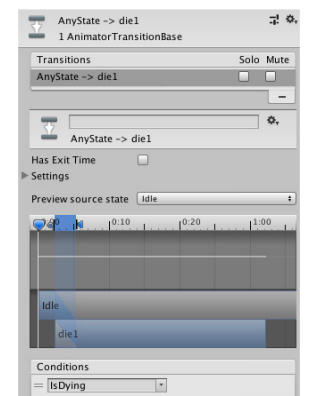 AnyState -> die1
1 AnimatorTransitionBase
Transitions Solo Mute
AnyState -> die1
AnyState -> die1
Has Exit Time
Settings
Preview source state Idle
0:10 0:20 1:00
Idle
die1
Conditions
IsDying